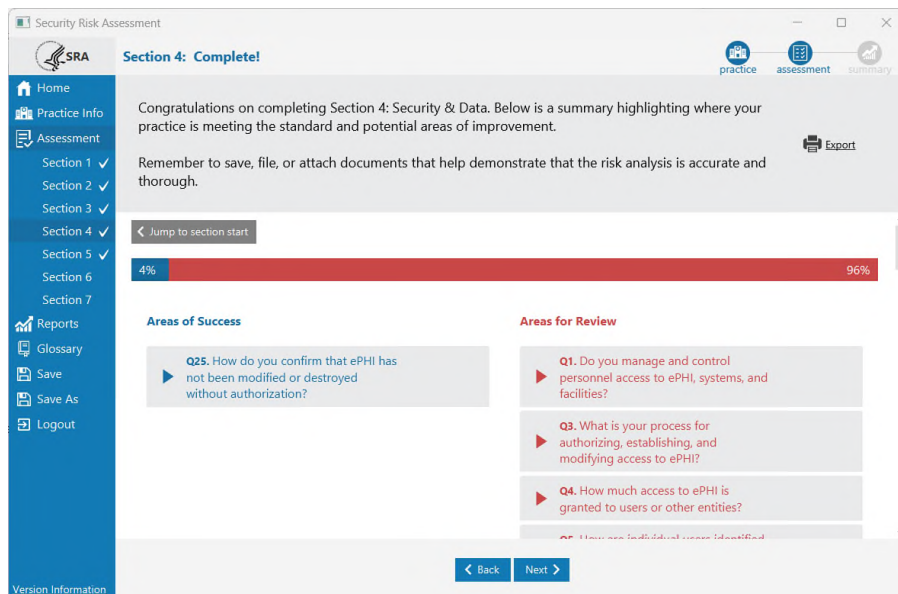 Security Risk Assessment
SRA
Section 4: Complete!
practice
assessment
summary
Home
Practice Info
Assessment
Section 1
Section 2
Section 3
Section 4
Section 5
Section 6
Section 7
Reports
Glossary
Save
Save As
Logout
Version Information
Congratulations on completing Section 4: Security & Data. Below is a summary highlighting where your
practice is meeting the standard and potential areas of improvement.
Remember to save, file, or attach documents that help demonstrate that the risk analysis is accurate and
thorough.
Export
Jump to section start
4%
96%
Areas of Success
Q25. How do you confirm that ePHI has
not been modified or destroyed
without authorization?
Areas for Review
Q1. Do you manage and control
personnel access to ePHI, systems, and
facilities?
Q3. What is your process for
authorizing, establishing, and
modifying access to ePHI?
Q4. How much access to ePHI is
granted to users or other entities?
Q5. How are individual users identified
Back
Next